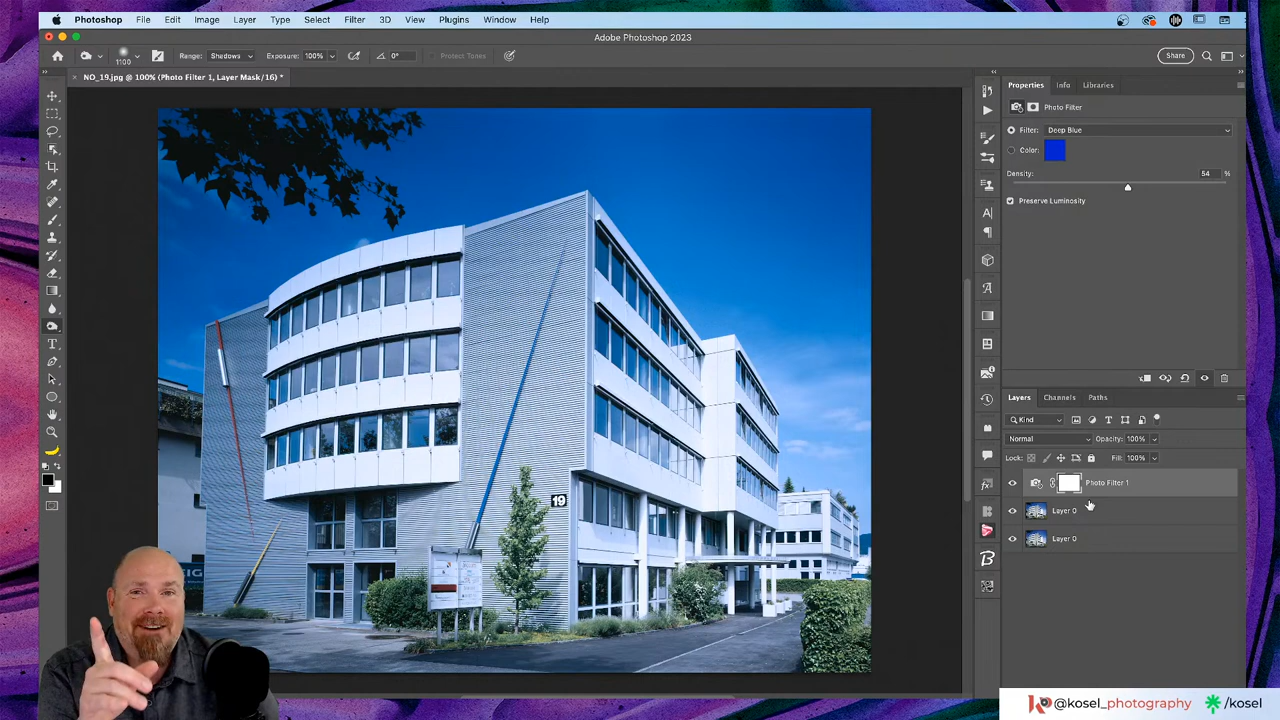 Photoshop File Edit Image Layer Type Select Filter 3D View Plugins Window Help
Adobe Photoshop 2023
1100 Range: Shadows Exposure: 100% 0° Protect Tones Share
NO_19.jpg @ 100% (Photo Filter 1, Layer Mask/16) *
Properties Info Libraries
Photo Filter
Filter: Deep Blue
Color:
Density: 54 %
Preserve Luminosity
Layers Channels Paths
Kind
Normal Opacity: 100%
Lock: Fill: 100%
Photo Filter 1
Layer 0
Layer 0
19
@kosel_photography /kosel